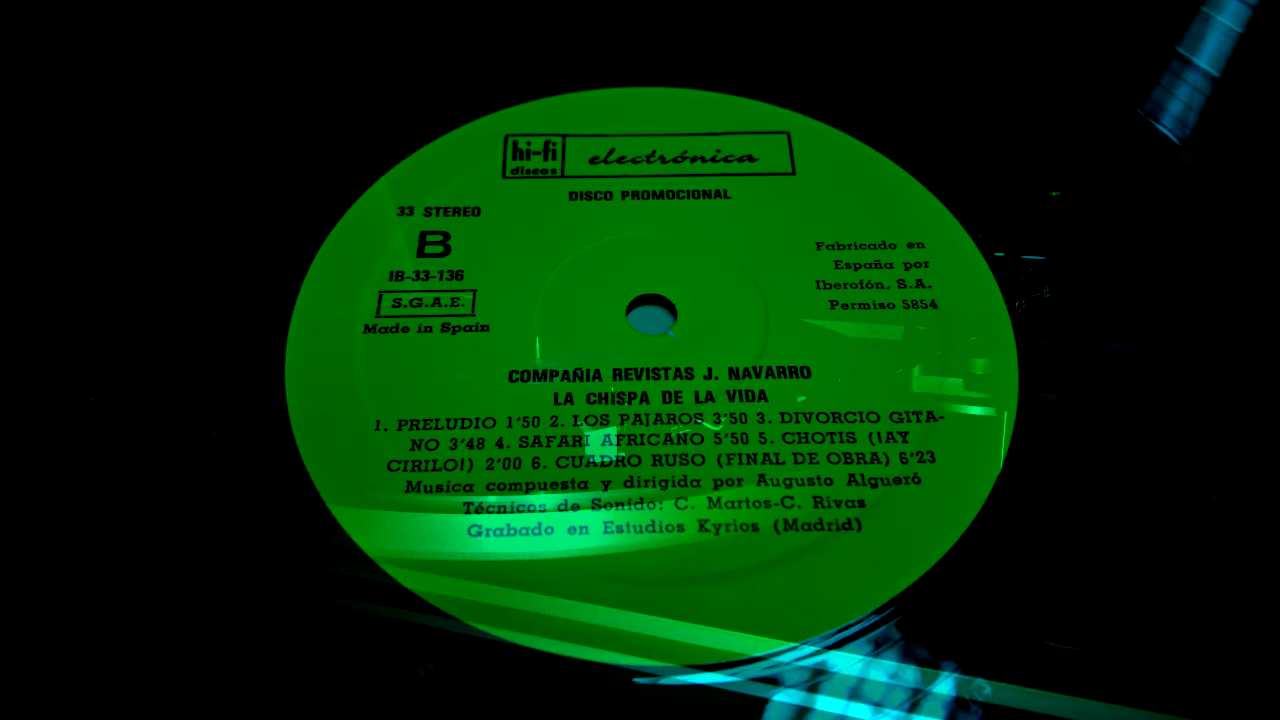 hi-fi
discos
electrónica
DISCO PROMOCIONAL
33 STEREO
B
IB-33-136
S.G.A.E.
Made in Spain
Fabricado en
España por
Iberofón, S.A.
Permiso 5854
COMPAÑIA REVISTAS J. NAVARRO
LA CHISPA DE LA VIDA
1. PRELUDIO 1'50 2. LOS PAJAROS 3'50 3. DIVORCIO GITA-
NO 3'48 4. SAFARI AFRICANO 5'50 5. CHOTIS (¡AY
CIRILO!) 2'00 6. CUADRO RUSO (FINAL DE OBRA) 6'23
Musica compuesta y dirigida por Augusto Algueró
Técnicos de Sonido: C. Martos-C. Rivas
Grabado en Estudios Kyrios (Madrid)